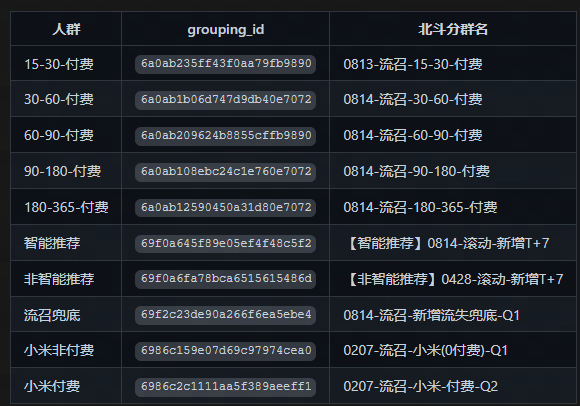 人群 grouping_id 北斗分群名
15-30-付费 6a0ab235ff43f0aa79fb9890 0813-流召-15-30-付费
30-60-付费 6a0ab1b06d747d9db40e7072 0814-流召-30-60-付费
60-90-付费 6a0ab209624b8855cffb9890 0814-流召-60-90-付费
90-180-付费 6a0ab108ebc24c1e760e7072 0814-流召-90-180-付费
180-365-付费 6a0ab12590450a31d80e7072 0814-流召-180-365-付费
智能推荐 69f0a645f89e05ef4f48c5f2 【智能推荐】0814-滚动-新增T+7
非智能推荐 69f0a6fa78bca6515615486d 【非智能推荐】0428-滚动-新增T+7
流召兜底 69f2c23de90a266f6ea5ebe4 0814-流召-新增流失兜底-Q1
小米非付费 6986c159e07d69c97974cea0 0207-流召-小米(0付费)-Q1
小米付费 6986c2c1111aa5f389aeeff1 0207-流召-小米-付费-Q2